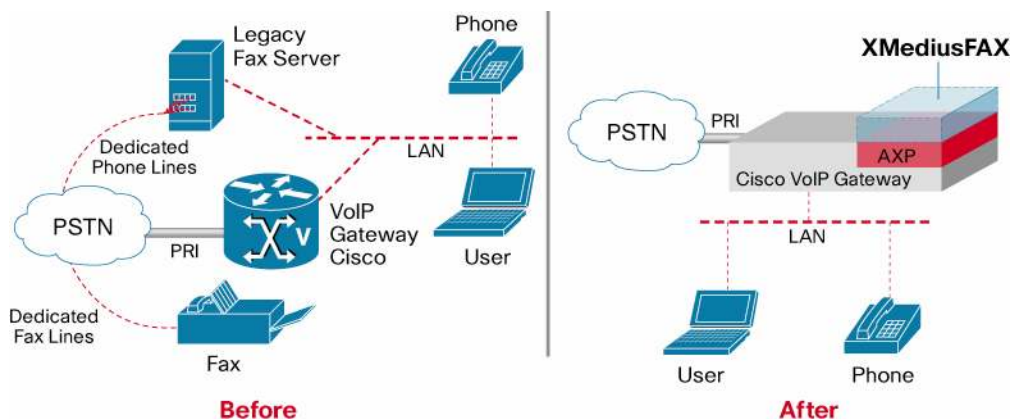 Legacy
Fax Server
Phone
Dedicated
Phone Lines
LAN
PSTN
PRI
V
VoIP
Gateway
Cisco
User
Dedicated
Fax Lines
Fax
Before
XMediusFAX
PSTN
PRI
AXP
Cisco VoIP Gateway
LAN
User
Phone
After